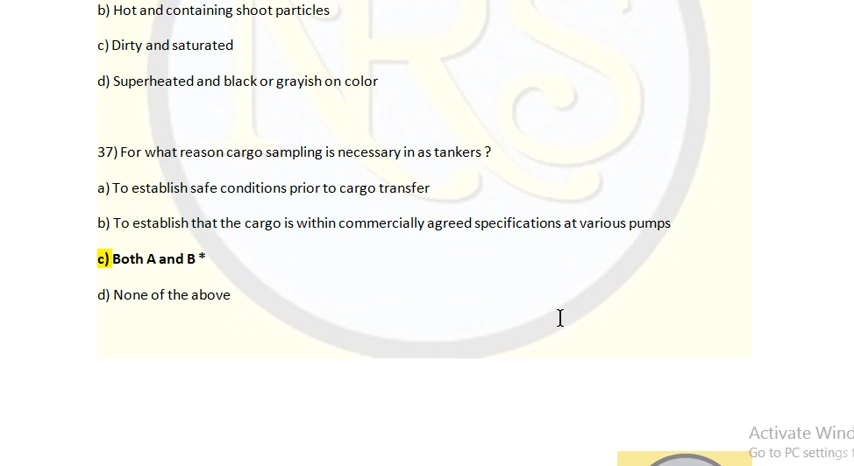 b) Hot and containing shoot particles
c) Dirty and saturated
d) Superheated and black or grayish on color
37) For what reason cargo sampling is necessary in as tankers ?
a) To establish safe conditions prior to cargo transfer
b) To establish that the cargo is within commercially agreed specifications at various pumps
c) Both A and B *
d) None of the above
NRS
Activate Wind
Go to PC settings t